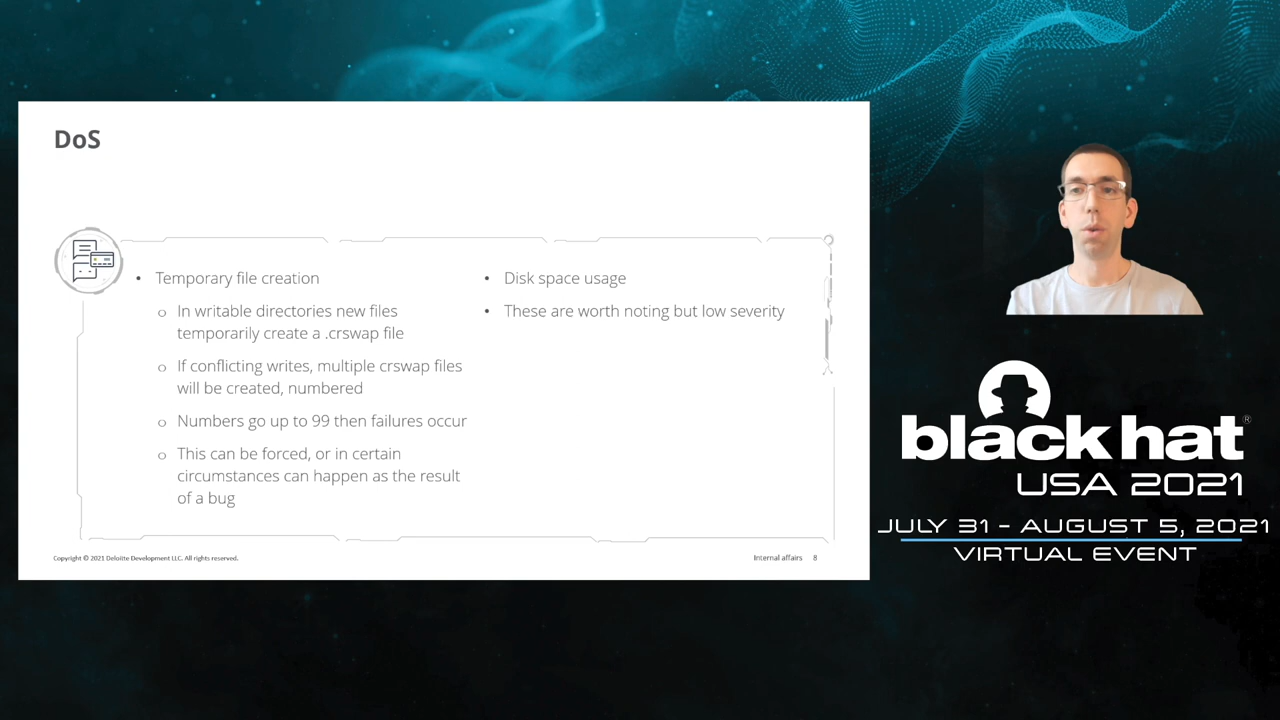 DoS
• Temporary file creation
o In writable directories new files
temporarily create a .crswap file
o If conflicting writes, multiple crswap files
will be created, numbered
o Numbers go up to 99 then failures occur
o This can be forced, or in certain
circumstances can happen as the result
of a bug
• Disk space usage
• These are worth noting but low severity
Copyright © 2021 Deloitte Development LLC. All rights reserved.
Internal affairs 8
black hat®
USA 2021
JULY 31 - AUGUST 5, 2021
VIRTUAL EVENT